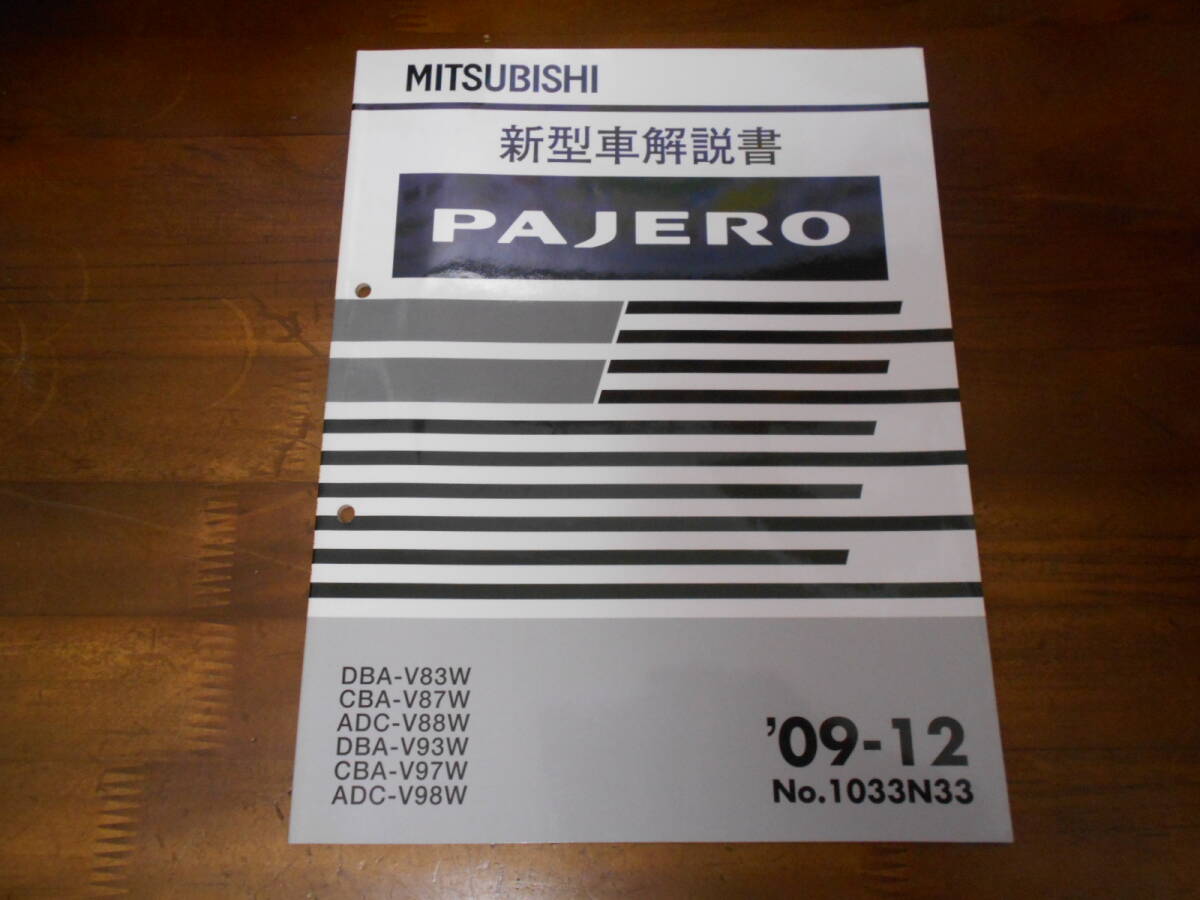 MITSUBISHI
新型車解説書
PAJERO
DBA-V83W
CBA-V87W
ADC-V88W
DBA-V93W
CBA-V97W
ADC-V98W
'09-12
No.1033N33